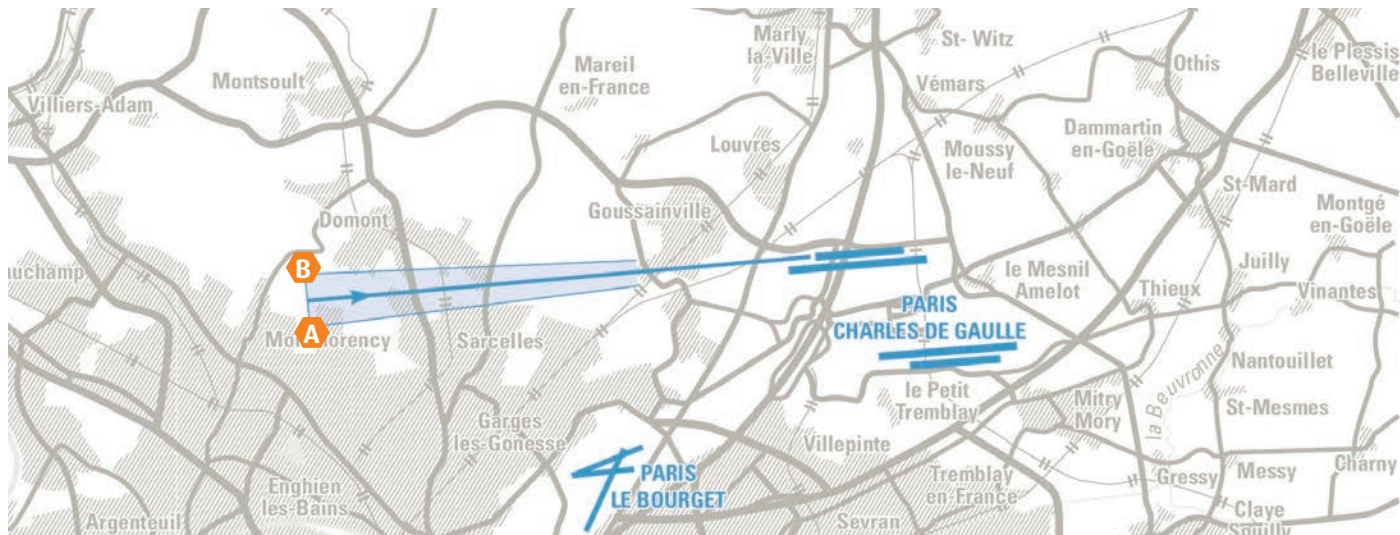 Marly
la-Ville
St- Witz
le Plessis
Belleville
Othis
Mareil
en-France
Montsoult
Villiers-Adam
Vémars
Dammartin
en-Goële
Louvres
Moussy
le-Neuf
St-Mard
Montgé
en-Goële
Domont
Goussainville
B
auchamp
le Mesnil
Amelot
Juilly
Thieux
Vinantes
PARIS
CHARLES DE GAULLE
A
Montmorency
Sarcelles
Nantouillet
le Petit
Tremblay
Mitry
Mory
la Beuvronne
St-Mesmes
Garges
les-Gonesse
Villepinte
PARIS
LE BOURGET
Tremblay
en-France
Gressy
Messy
Charny
Enghien
les-Bains
Argenteuil
Sevran
Claye
Souilly